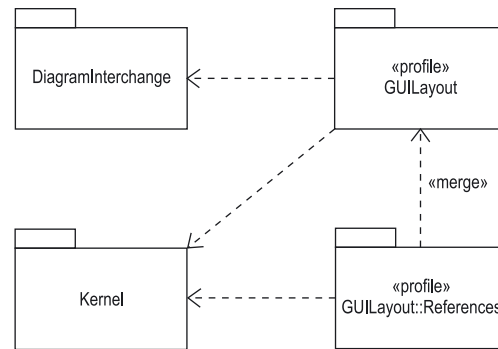 DiagramInterchange
«profile»
GUILayout
«merge»
Kernel
«profile»
GUILayout::References